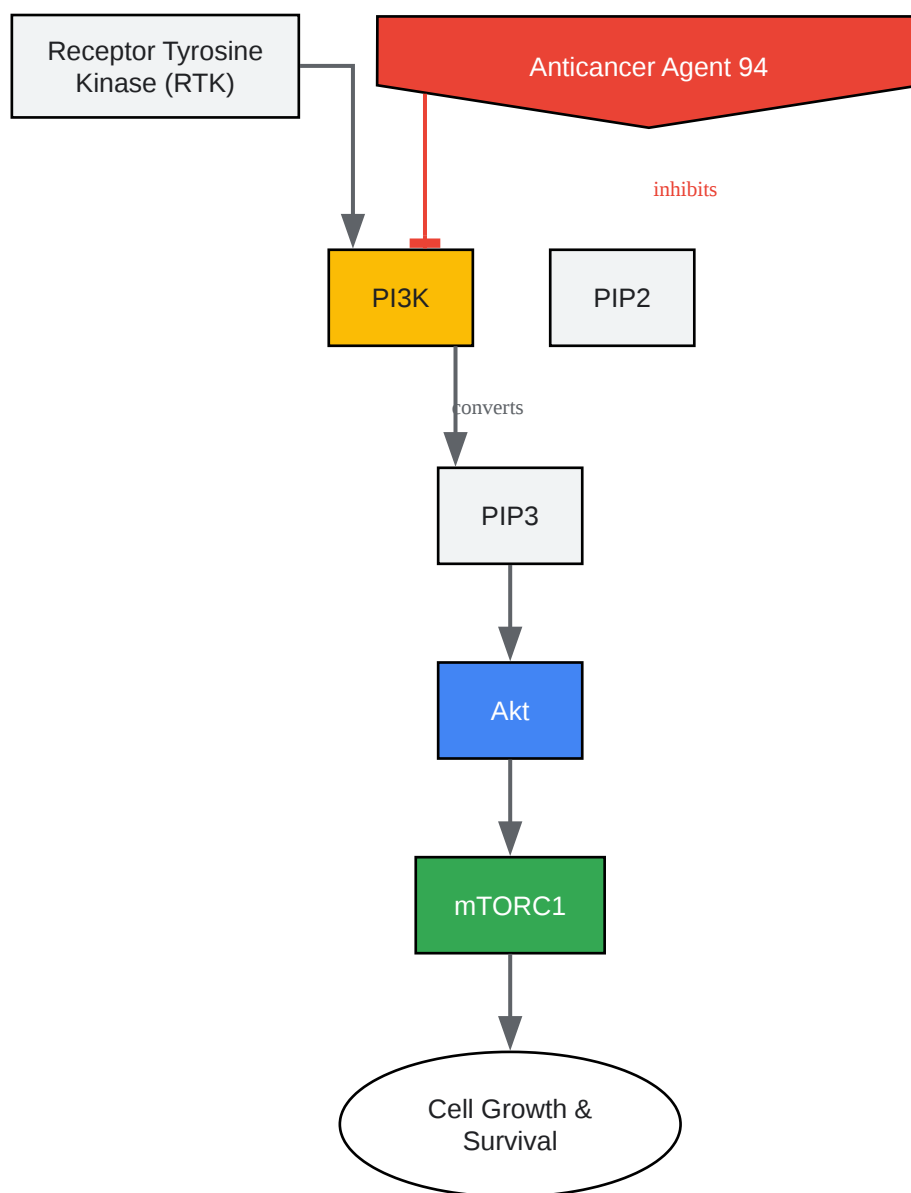 Receptor Tyrosine
Kinase (RTK)
Anticancer Agent 94
inhibits
PI3K
PIP2
converts
PIP3
Akt
mTORC1
Cell Growth &
Survival